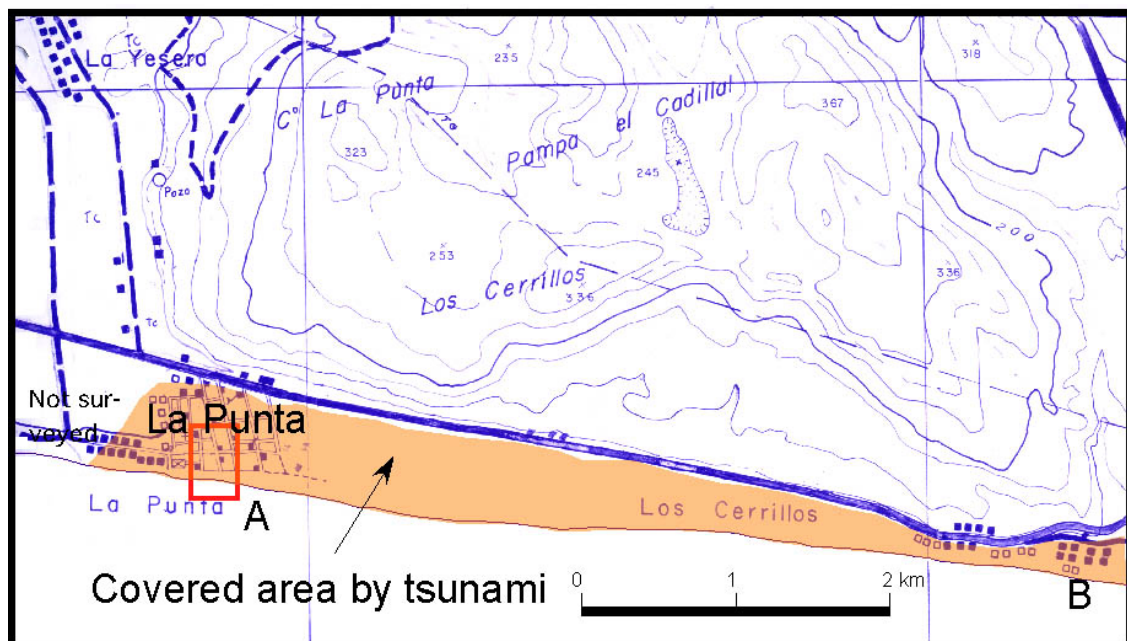 Tc
La Yesera
235
318
Cº La Punta
Pampa el Cadillal
367
323
245
Pozo
Tc
200
253
Los Cerrillos
336
336
Tc
Not sur-
veyed
La Punta
La Punta
A
Los Cerrillos
Covered area by tsunami
0 1 2 km
B